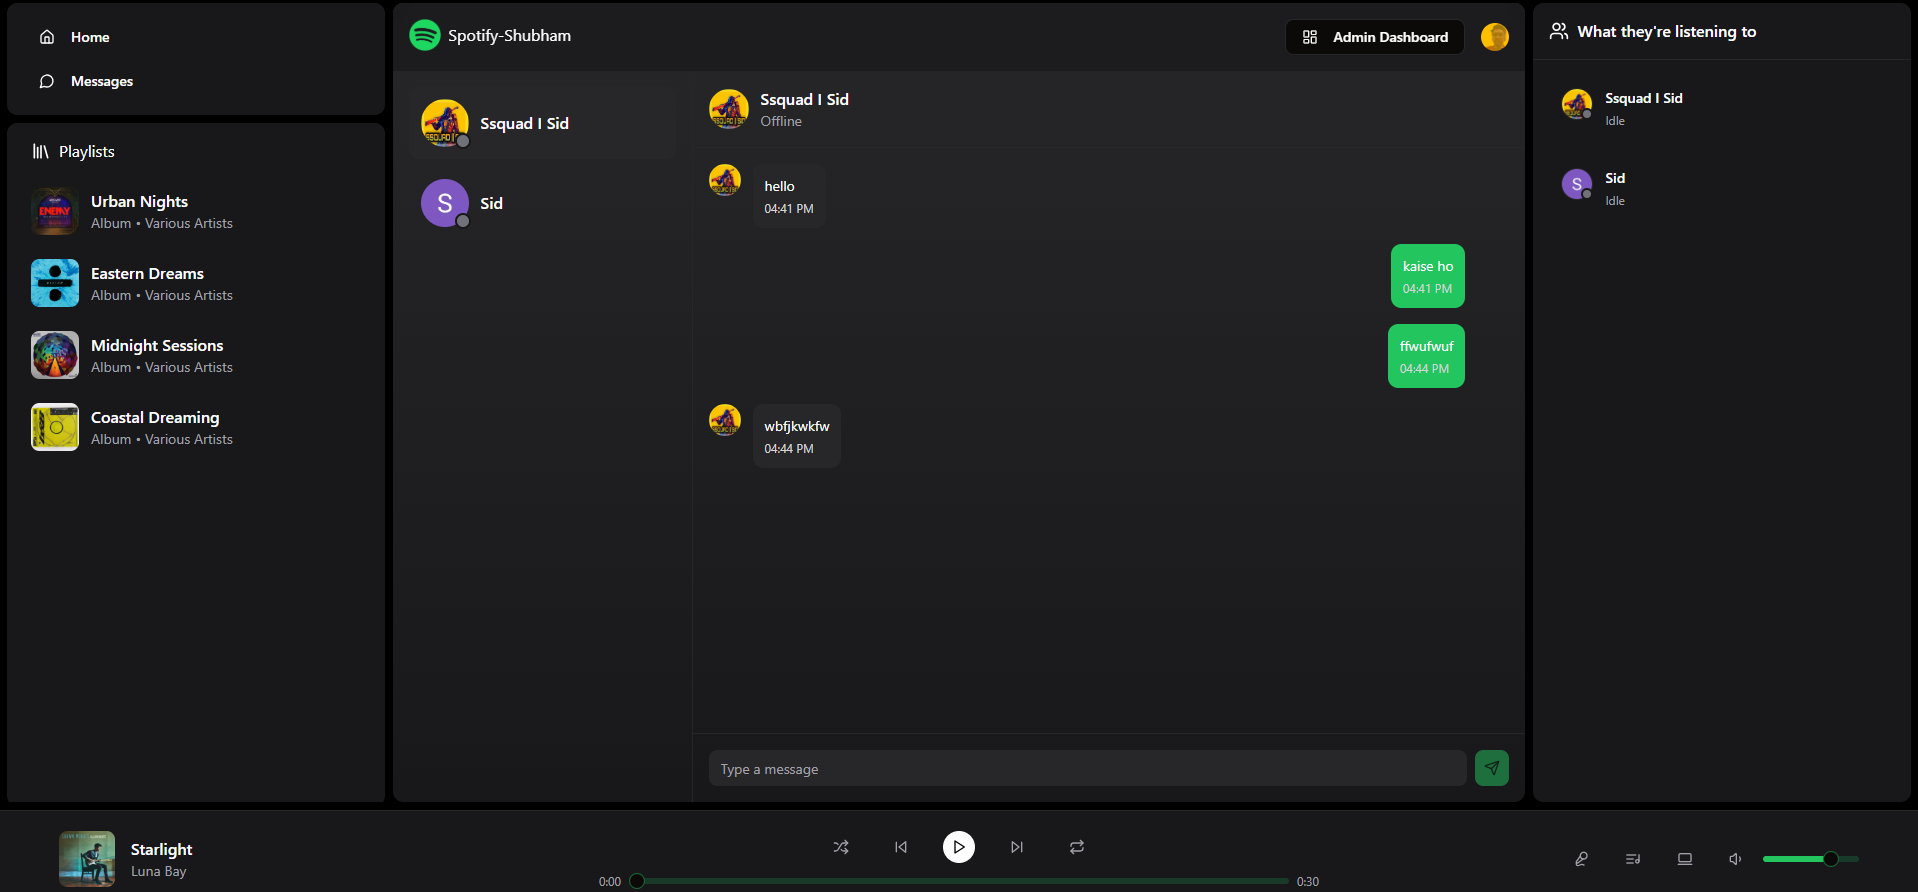 Home
Messages
Playlists
Urban Nights
Album • Various Artists
Eastern Dreams
Album • Various Artists
Midnight Sessions
Album • Various Artists
Coastal Dreaming
Album • Various Artists
Spotify-Shubham
Admin Dashboard
Ssquad I Sid
S
Sid
Ssquad I Sid
Offline
hello
04:41 PM
kaise ho
04:41 PM
ffwufwuf
04:44 PM
wbfjkwkfw
04:44 PM
Type a message
What they're listening to
Ssquad I Sid
Idle
S
Sid
Idle
Starlight
Luna Bay
0:00
0:30
ENEMY